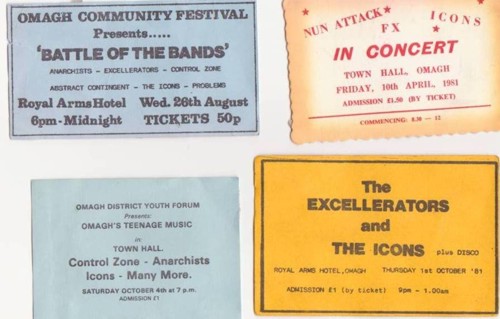 OMAGH COMMUNITY FESTIVAL
Presents.....
'BATTLE OF THE BANDS'
ANARCHISTS - EXCELLERATORS - CONTROL ZONE
ABSTRACT CONTINGENT - THE ICONS - PROBLEMS
Royal Arms Hotel Wed. 26th August
6pm-Midnight TICKETS 50p
NUN ATTACK FX ICONS
IN CONCERT
TOWN HALL, OMAGH
FRIDAY, 10th APRIL, 1981
ADMISSION £1.50 (BY TICKET)
COMMENCING: 8.30 — 12
OMAGH DISTRICT YOUTH FORUM
Presents:
OMAGH'S TEENAGE MUSIC
in
TOWN HALL.
Control Zone - Anarchists
Icons - Many More.
SATURDAY OCTOBER 4th at 7 p.m.
ADMISSION £1
The
EXCELLERATORS
and
THE ICONS plus DISCO
ROYAL ARMS HOTEL, OMAGH THURSDAY 1st OCTOBER '81
ADMISSION £1 (by ticket) 9pm - 1.00am